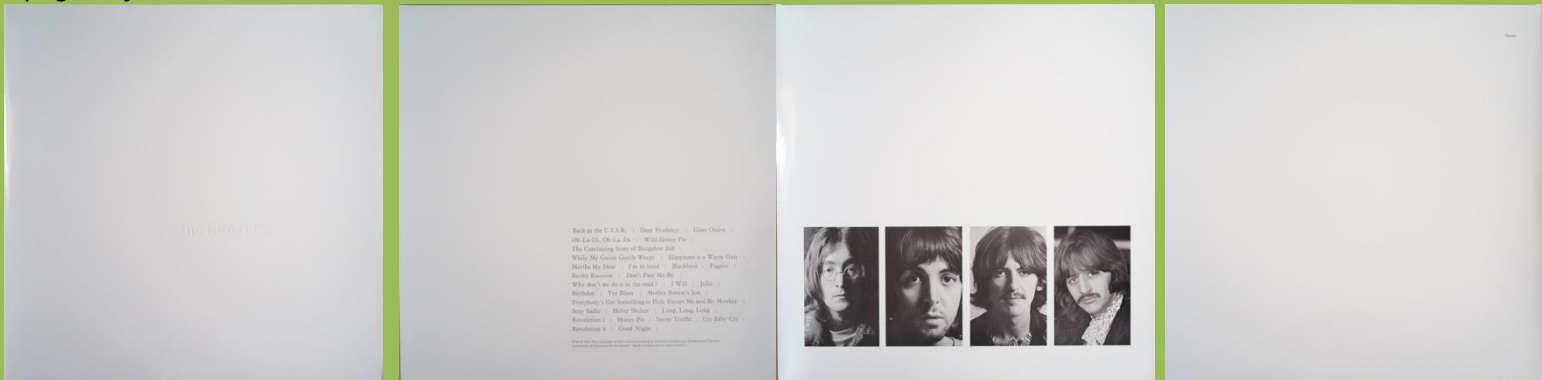 The BEATLES
Back in the U.S.S.R. : Dear Prudence : Glass Onion :
Ob-La-Di, Ob-La-Da : Wild Honey Pie :
The Continuing Story of Bungalow Bill :
While My Guitar Gently Weeps : Happiness is a Warm Gun :
Martha My Dear : I'm so tired : Blackbird : Piggies :
Rocky Raccoon : Don't Pass Me By :
Why don't we do it in the road? : I Will : Julia :
Birthday : Yer Blues : Mother Nature's Son :
Everybody's Got Something to Hide Except Me and My Monkey :
Sexy Sadie : Helter Skelter : Long, Long, Long :
Revolution 1 : Honey Pie : Savoy Truffle : Cry Baby Cry :
Revolution 9 : Good Night :